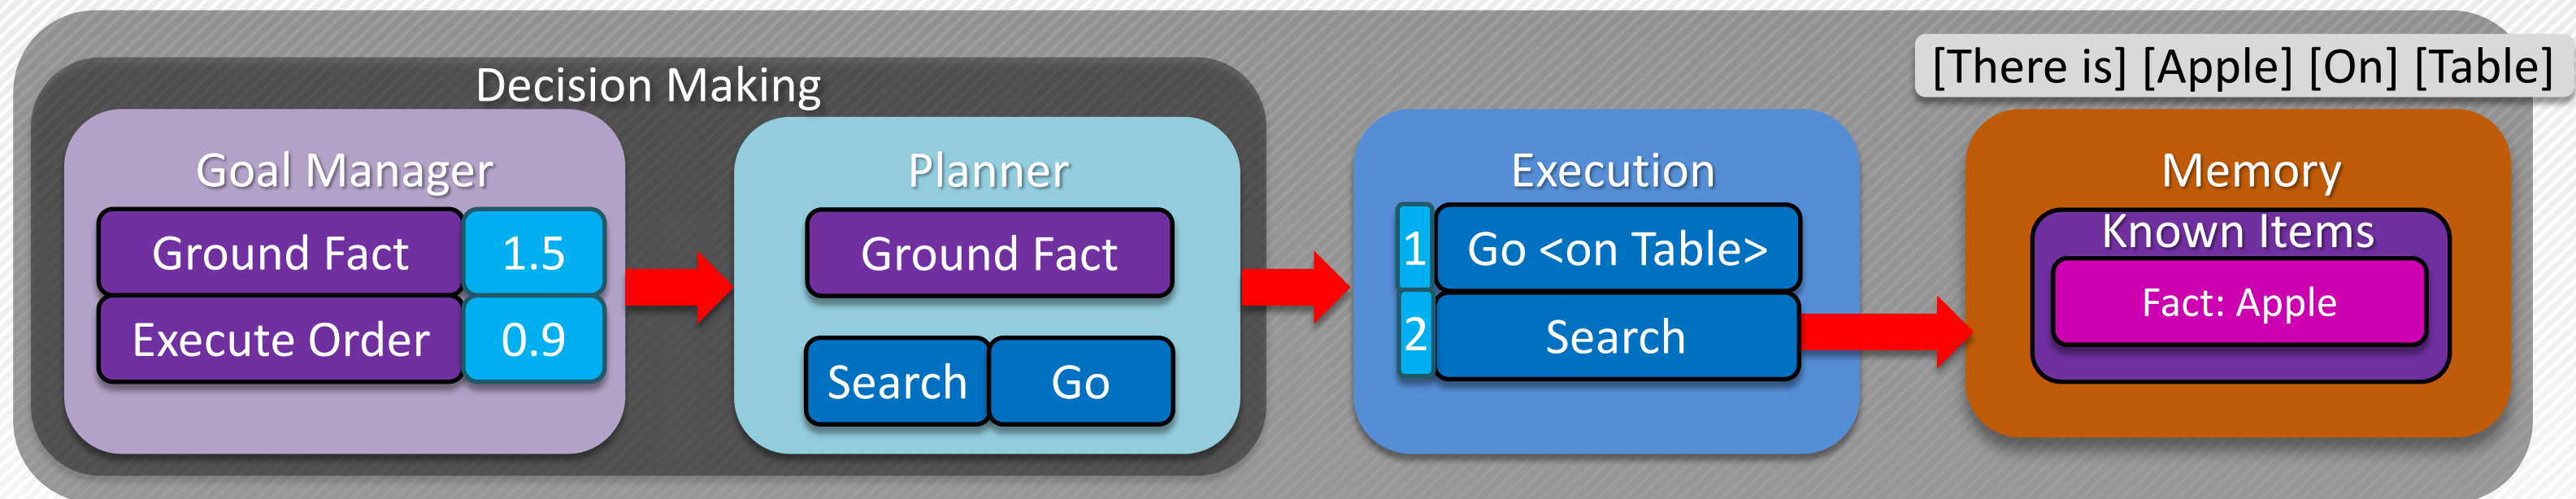 [There is] [Apple] [On] [Table]
Decision Making
Goal Manager
Ground Fact 1.5
Execute Order 0.9
Planner
Ground Fact
Search Go
Execution
1 Go <on Table>
2 Search
Memory
Known Items
Fact: Apple